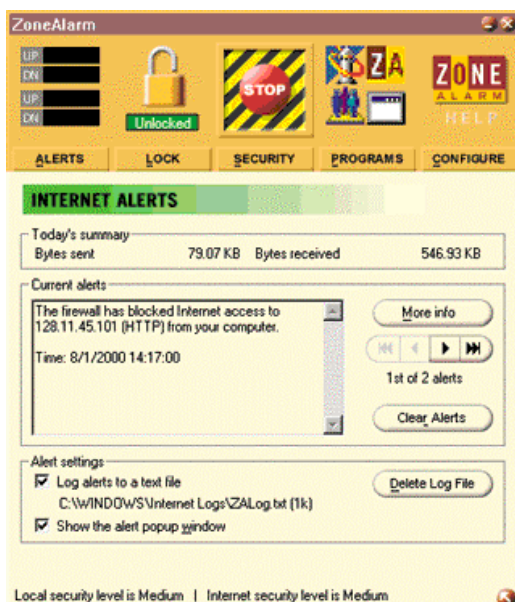 ZoneAlarm
UP
DN
UP
DN
Unlocked
STOP
ZA
ZONE
ALARM
HELP
ALERTS
LOCK
SECURITY
PROGRAMS
CONFIGURE
INTERNET ALERTS
Today's summary
Bytes sent 79.07 KB Bytes received 546.93 KB
Current alerts
The firewall has blocked Internet access to
128.11.45.101 (HTTP) from your computer.
Time: 8/1/2000 14:17:00
More info
1st of 2 alerts
Clear Alerts
Alert settings
Log alerts to a text file
C:\WINDOWS\Internet Logs\ZALog.txt (1k)
Delete Log File
Show the alert popup window
Local security level is Medium | Internet security level is Medium